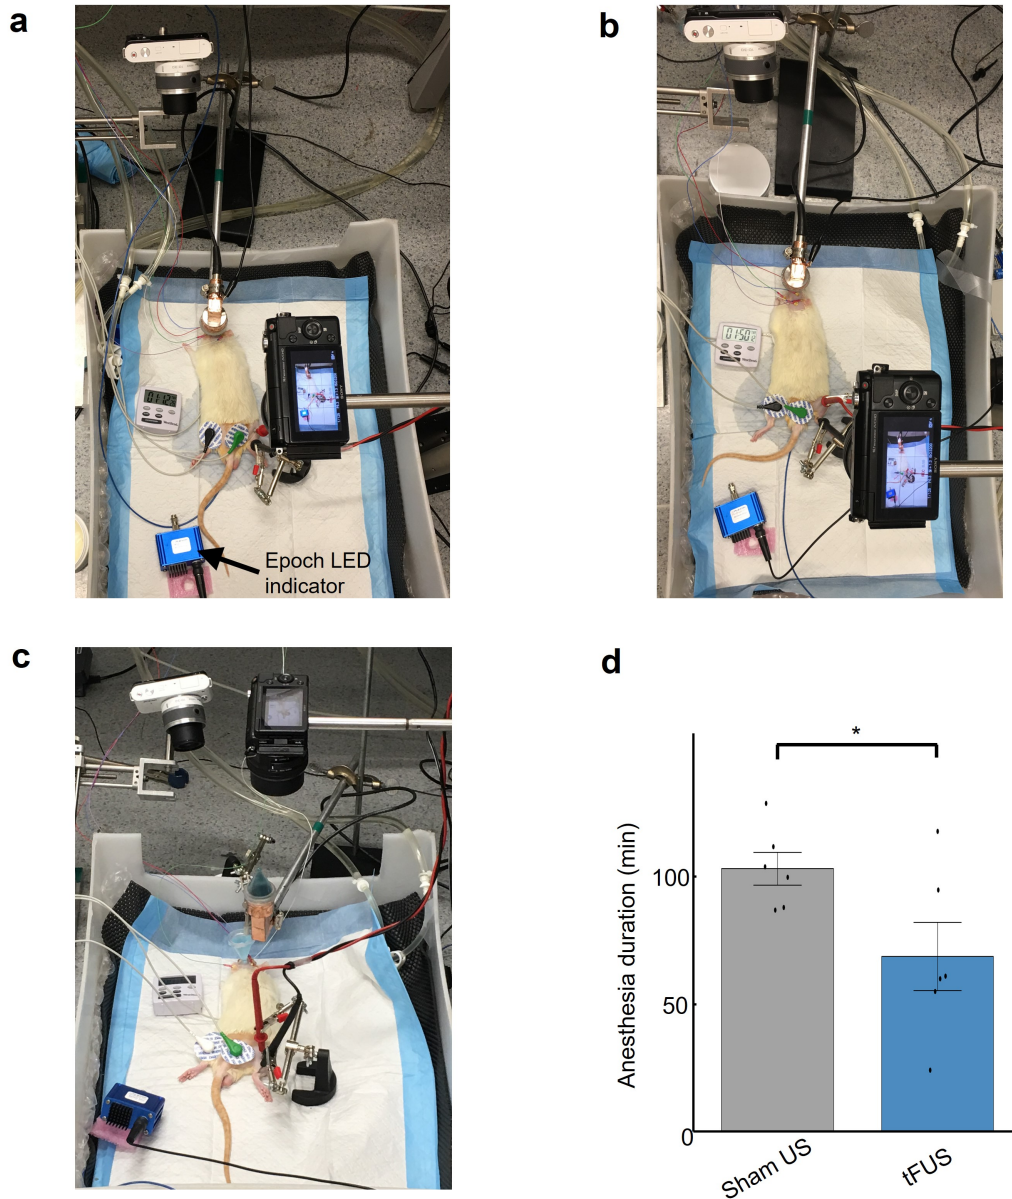 a
b
Epoch LED
indicator
c
d
*
Anesthesia duration (min)
100
50
0
Sham US
tFUS